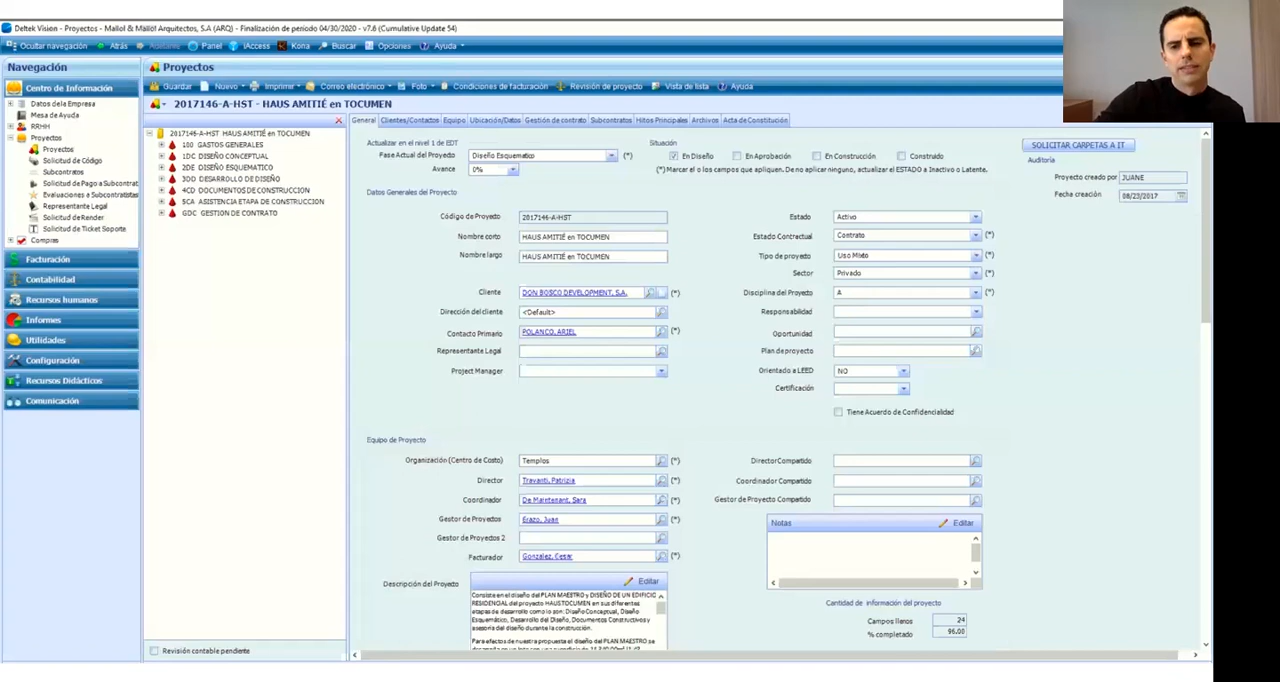 Deltek Vision - Proyectos - Mallol & Mallol Arquitectos, S.A (ARQ) - Finalización de período 04/30/2020 - v7.6 (Cumulative Update 54)
Ocultar navegación Atrás Adelante Panel iAccess Kona Buscar Opciones Ayuda
Navegación
Centro de Información
Datos dela Empresa
Mesa de Ayuda
RRHH
Proyectos
Proyectos
Solicitud de Código
Subcontratos
Solicitud de Pago a Subcontrat
Evaluaciones a Subcontratistas
Representante Legal
Solicitud de Render
Solicitud de Ticket Soporte
Compras
Facturación
Contabilidad
Recursos humanos
Informes
Utilidades
Configuración
Recursos Didácticos
Comunicación
Proyectos
Guardar Nuevo Imprimir Correo electrónico Foto Condiciones de facturación Revisión de proyecto Vista de lista Ayuda
2017146-A-HST - HAUS AMITIÉ en TOCUMEN
2017146-A-HST HAUS AMITIÉ en TOCUMEN
100 GASTOS GENERALES
1DC DISEÑO CONCEPTUAL
2DE DISEÑO ESQUEMATICO
3DD DESARROLLO DE DISEÑO
4CD DOCUMENTOS DE CONSTRUCCION
5CA ASISTENCIA ETAPA DE CONSTRUCCION
GDC GESTION DE CONTRATO
Revisión contable pendiente
General Clientes/Contactos Equipo Ubicación/Datos Gestión de contrato Subcontratos Hitos Principales Archivos Acta de Constitución
Actualizar en el nivel 1 de EDT
Fase Actual del Proyecto Diseño Esquematico (*)
Avance 0%
Situación
En Diseño En Aprobación En Construcción Construido
(*)Marcar el o los campos que apliquen. De no aplicar ninguno, actualizar el ESTADO a Inactivo o Latente.
SOLICITAR CARPETAS A IT
Auditoría
Proyecto creado por JUANE
Fecha creación 08/23/2017
Datos Generales del Proyecto
Código de Proyecto 2017146-A-HST
Nombre corto HAUS AMITIÉ en TOCUMEN
Nombre largo HAUS AMITIÉ en TOCUMEN
Cliente DON BOSCO DEVELOPMENT, S.A. (*)
Dirección del cliente <Default>
Contacto Primario POLANCO, ARIEL (*)
Representante Legal
Project Manager
Estado Activo
Estado Contractual Contrato (*)
Tipo de proyecto Uso Mixto (*)
Sector Privado (*)
Disciplina del Proyecto A (*)
Responsabilidad
Oportunidad
Plan de proyecto
Orientado a LEED NO
Certificación
Tiene Acuerdo de Confidencialidad
Equipo de Proyecto
Organización (Centro de Costo) Templos (*)
Director Travanti, Patrizia (*)
Coordinador De Maintenant, Sara (*)
Gestor de Proyectos Erazo, Juan (*)
Gestor de Proyectos 2
Facturador Gonzalez, Cesar (*)
Director Compartido
Coordinador Compartido
Gestor de Proyecto Compartido
Notas Editar
Descripción del Proyecto Editar
Consiste en el diseño del PLAN MAESTRO y DISEÑO DE UN EDIFICIO
RESIDENCIAL del proyecto HAUS TOCUMEN en sus diferentes
etapas de desarrollo como lo son: Diseño Conceptual, Diseño
Esquemático, Desarrollo del Diseño, Documentos Constructivos y
asesoría del diseño durante la construcción.
Para efectos de nuestra propuesta el diseño del PLAN MAESTRO se
Cantidad de información del proyecto
Campos llenos 24
% completado 96.00